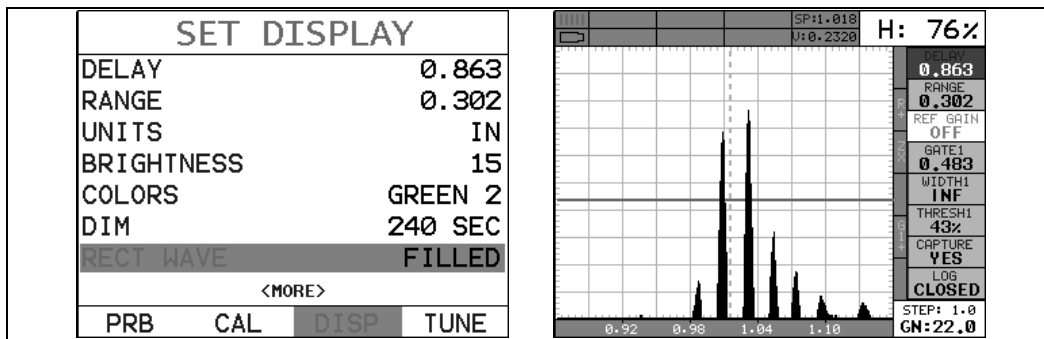 SET DISPLAY
DELAY 0.863
RANGE 0.302
UNITS IN
BRIGHTNESS 15
COLORS GREEN 2
DIM 240 SEC
RECT WAVE FILLED
<MORE>
PRB CAL DISP TUNE
SP:1.018
U:0.2320
H: 76%
DELAY
0.863
RANGE
0.302
REF GAIN
OFF
GATE1
0.483
WIDTH1
INF
THRESH1
43%
CAPTURE
YES
LOG
CLOSED
STEP: 1.0
GN:22.0
R+
ZX
G1+
0.92 0.98 1.04 1.10